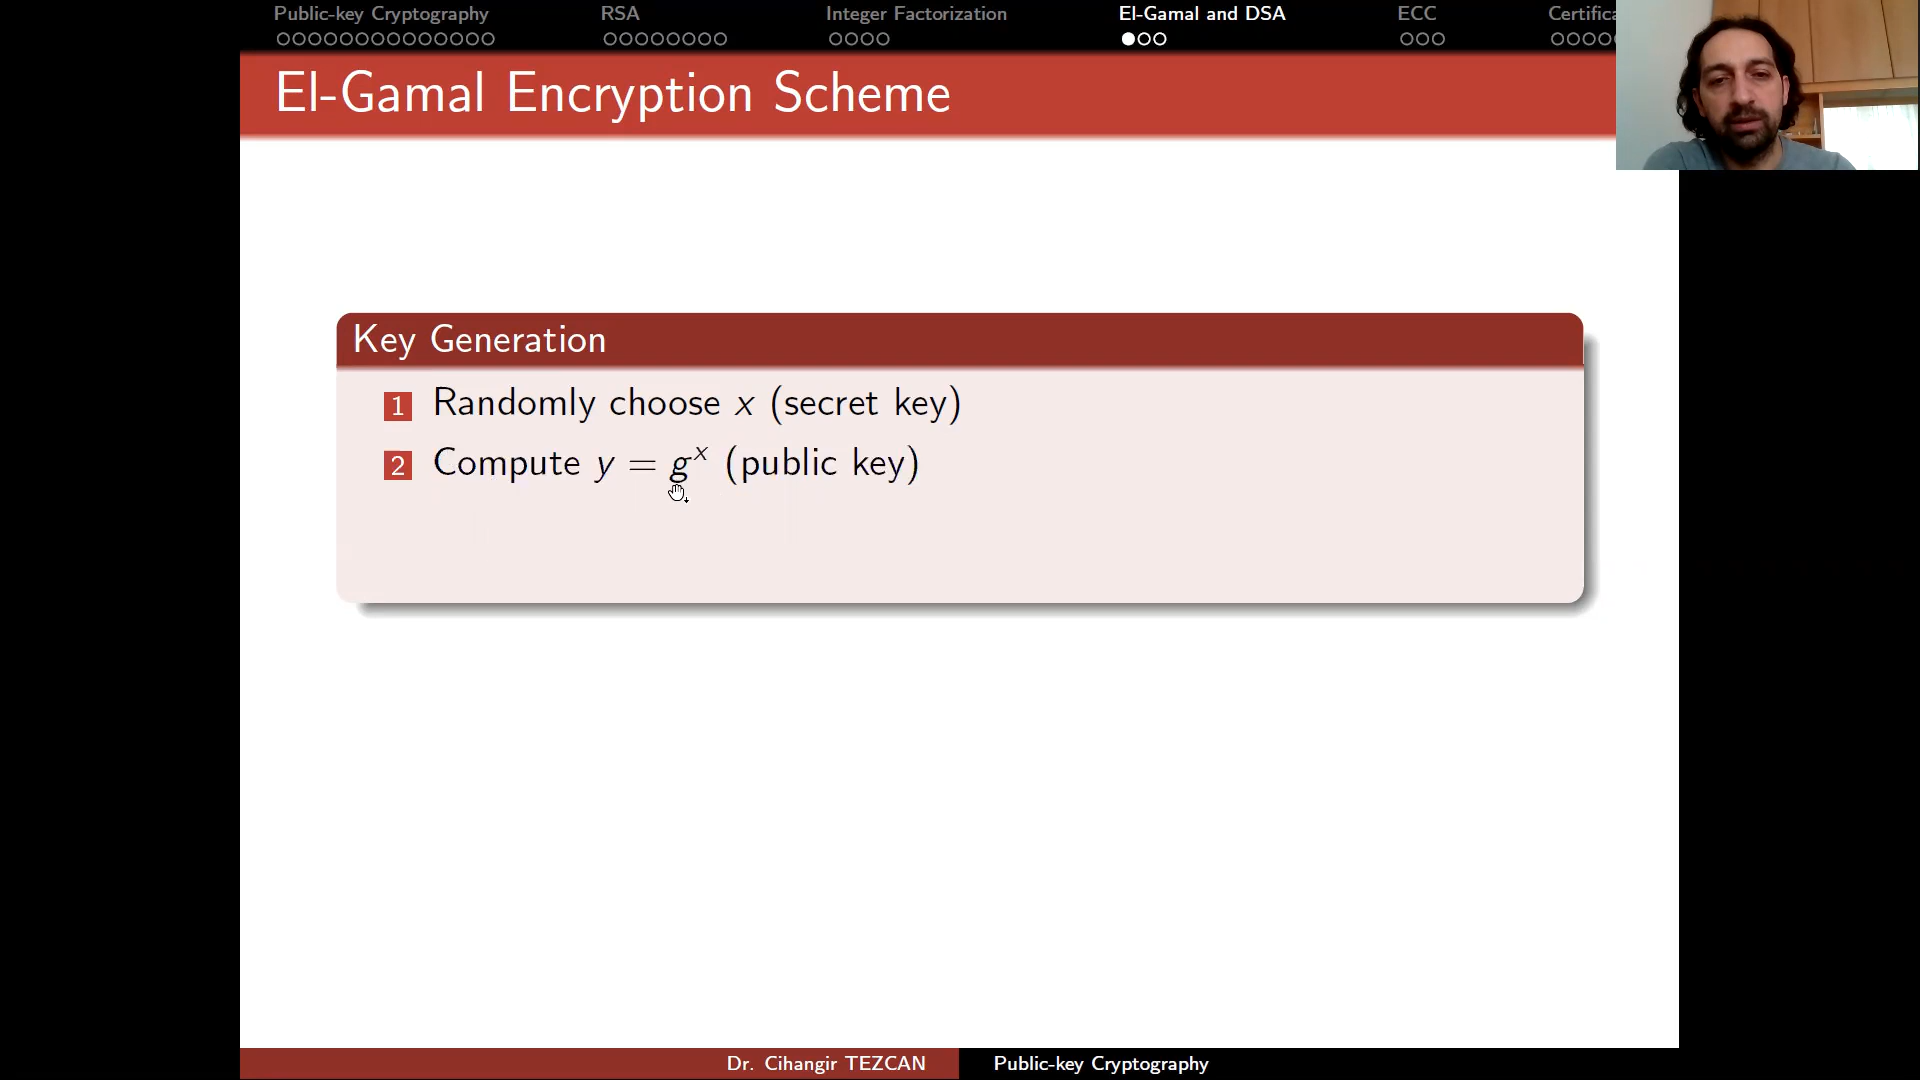 Public-key Cryptography RSA Integer Factorization El-Gamal and DSA ECC Certifica
El-Gamal Encryption Scheme
Key Generation
1 Randomly choose x (secret key)
2 Compute y = g^x (public key)
Dr. Cihangir TEZCAN Public-key Cryptography